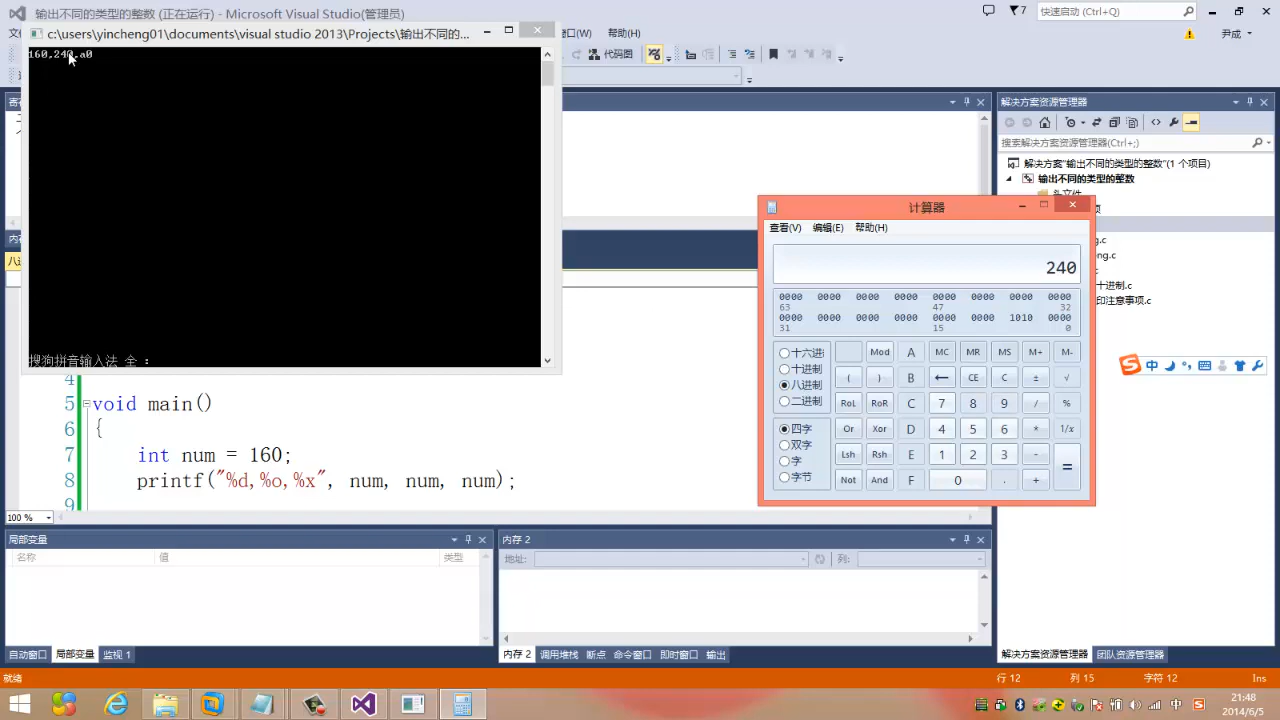 输出不同的类型的整数 (正在运行) - Microsoft Visual Studio(管理员)
7
快速启动 (Ctrl+Q)
c:\users\yincheng01\documents\visual studio 2013\Projects\输出不同的...
帮助(H)
尹成
160,240,a0
代码图
搜狗拼音输入法 全 :
解决方案资源管理器
搜索解决方案资源管理器(Ctrl+;)
解决方案"输出不同的类型的整数"(1 个项目)
输出不同的类型的整数
头文件
十进制.c
印注意事项.c
计算器
查看(V) 编辑(E) 帮助(H)
240
0000 0000 0000 0000 0000 0000 0000 0000
63 47 32
0000 0000 0000 0000 0000 0000 1010 0000
31 15 0
十六进
十进制
八进制
二进制
四字
双字
字
字节
Mod A MC MR MS M+ M-
( ) B ← CE C ± √
RoL RoR C 7 8 9 / %
Or Xor D 4 5 6 * 1/x
Lsh Rsh E 1 2 3 - =
Not And F 0 . +
中
4
5 void main()
6 {
7 int num = 160;
8 printf("%d,%o,%x", num, num, num);
9
100 %
局部变量
名称 值 类型
内存 2
地址: 列:
自动窗口 局部变量 监视 1
内存 2 调用堆栈 断点 命令窗口 即时窗口 输出
解决方案资源管理器 团队资源管理器
就绪
行 12 列 15 字符 12 Ins
中
21:48
2014/6/5